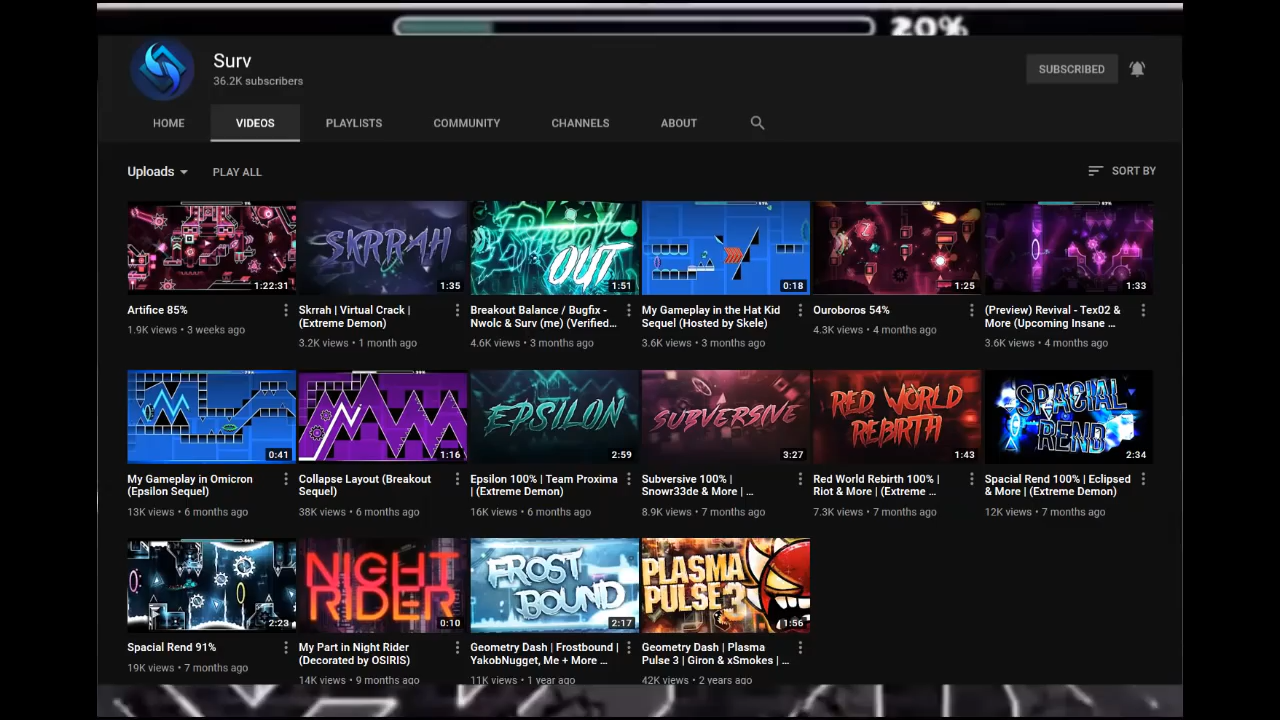 20%
Surv
36.2K subscribers
SUBSCRIBED
HOME VIDEOS PLAYLISTS COMMUNITY CHANNELS ABOUT
Uploads PLAY ALL SORT BY
1:22:31
SKRRAH
1:35
Break
OUT
1:51
0:18
1:25
1:33
Artifice 85%
1.9K views • 3 weeks ago
Skrrah | Virtual Crack |
(Extreme Demon)
3.2K views • 1 month ago
Breakout Balance / Bugfix -
Nwolc & Surv (me) (Verified...
4.6K views • 3 months ago
My Gameplay in the Hat Kid
Sequel (Hosted by Skele)
3.6K views • 3 months ago
Ouroboros 54%
4.3K views • 4 months ago
(Preview) Revival - Tex02 &
More (Upcoming Insane ...
3.6K views • 4 months ago
0:41
1:16
EPSILON
2:59
SUBVERSIVE
3:27
RED WORLD
REBIRTH
1:43
SPACIAL
REND
2:34
My Gameplay in Omicron
(Epsilon Sequel)
13K views • 6 months ago
Collapse Layout (Breakout
Sequel)
38K views • 6 months ago
Epsilon 100% | Team Proxima
| (Extreme Demon)
16K views • 6 months ago
Subversive 100% |
Snowr33de & More | ...
8.9K views • 7 months ago
Red World Rebirth 100% |
Riot & More | (Extreme ...
7.3K views • 7 months ago
Spacial Rend 100% | Eclipsed
& More | (Extreme Demon)
12K views • 7 months ago
2:23
NIGHT
RIDER
0:10
FROST
BOUND
2:17
PLASMA
PULSE 3
1:56
Spacial Rend 91%
19K views • 7 months ago
My Part in Night Rider
(Decorated by OSIRIS)
14K views • 9 months ago
Geometry Dash | Frostbound |
YakobNugget, Me + More ...
11K views • 1 year ago
Geometry Dash | Plasma
Pulse 3 | Giron & xSmokes | ...
42K views • 2 years ago